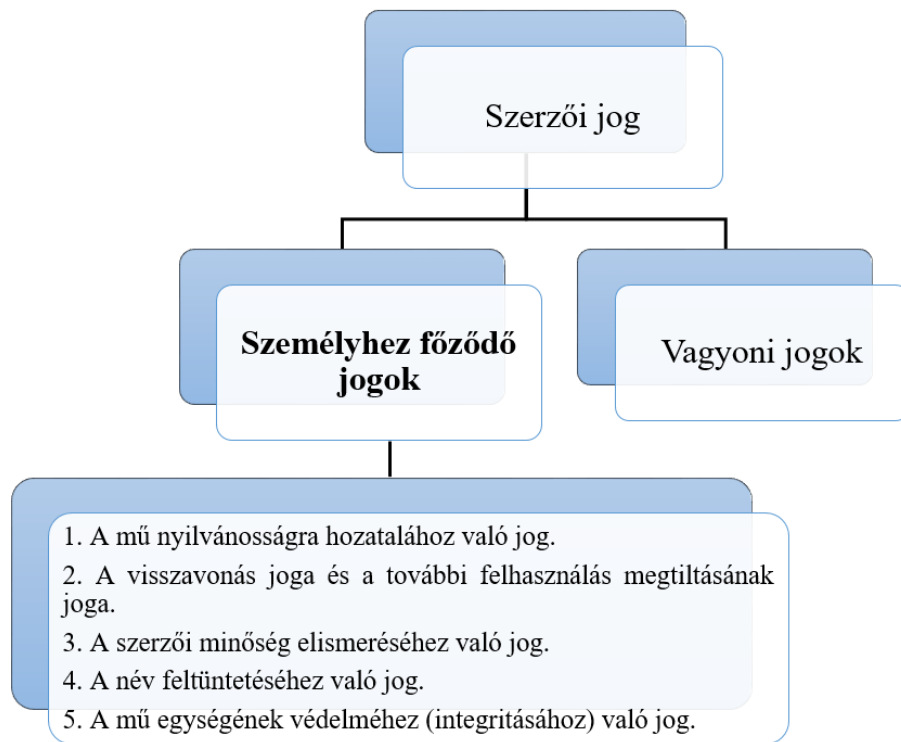 Szerzői jog
Személyhez főződő
jogok
Vagyoni jogok
1. A mű nyilvánosságra hozatalához való jog.
2. A visszavonás joga és a további felhasználás megtiltásának
joga.
3. A szerzői minőség elismeréséhez való jog.
4. A név feltüntetéséhez való jog.
5. A mű egységének védelméhez (integritásához) való jog.